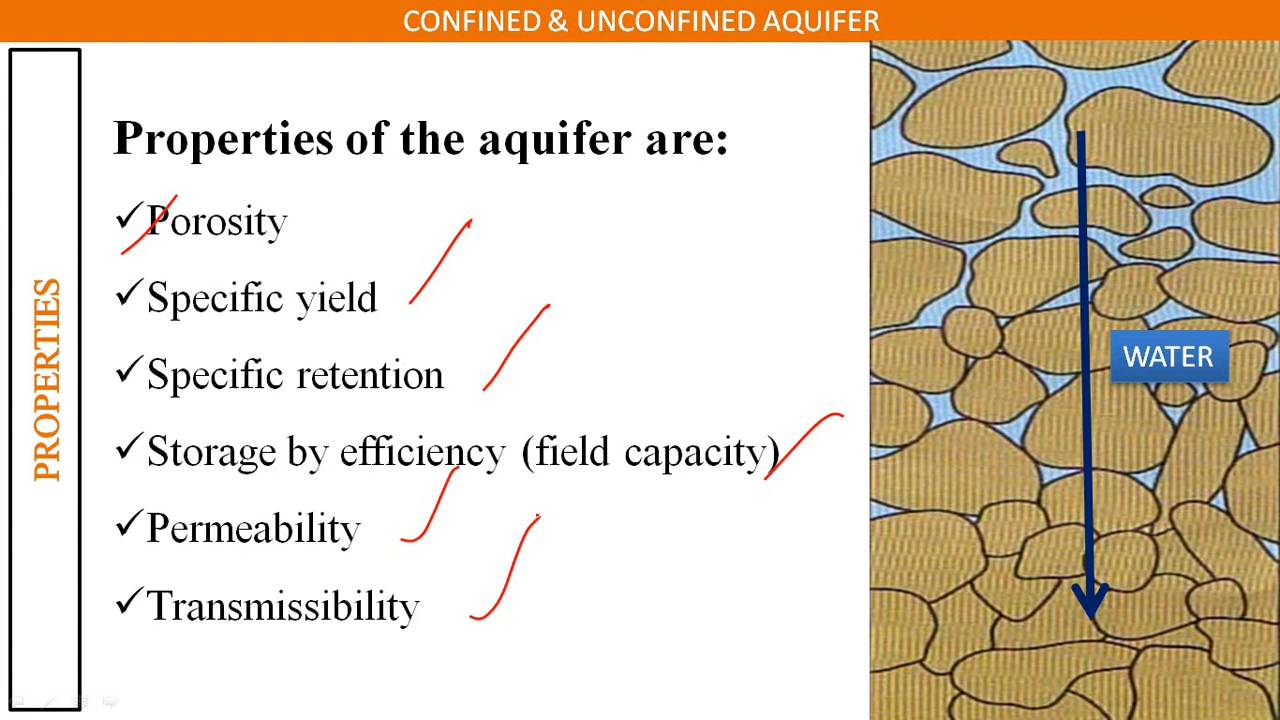 CONFINED & UNCONFINED AQUIFER
PROPERTIES
Properties of the aquifer are:
✓Porosity
✓Specific yield
✓Specific retention
✓Storage by efficiency (field capacity)
✓Permeability
✓Transmissibility
WATER